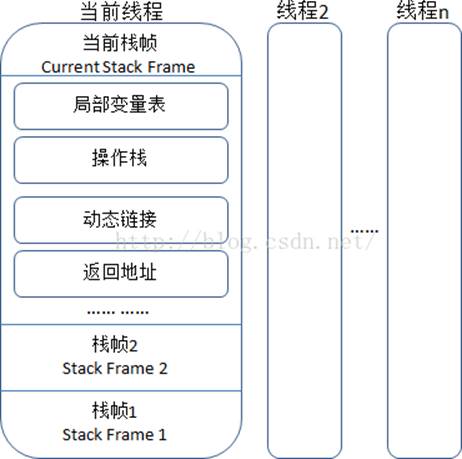 当前线程
线程2
线程n
当前栈帧
Current Stack Frame
局部变量表
操作栈
动态链接
http://blog.csdn.net/
……
返回地址
…… ……
栈帧2
Stack Frame 2
栈帧1
Stack Frame 1